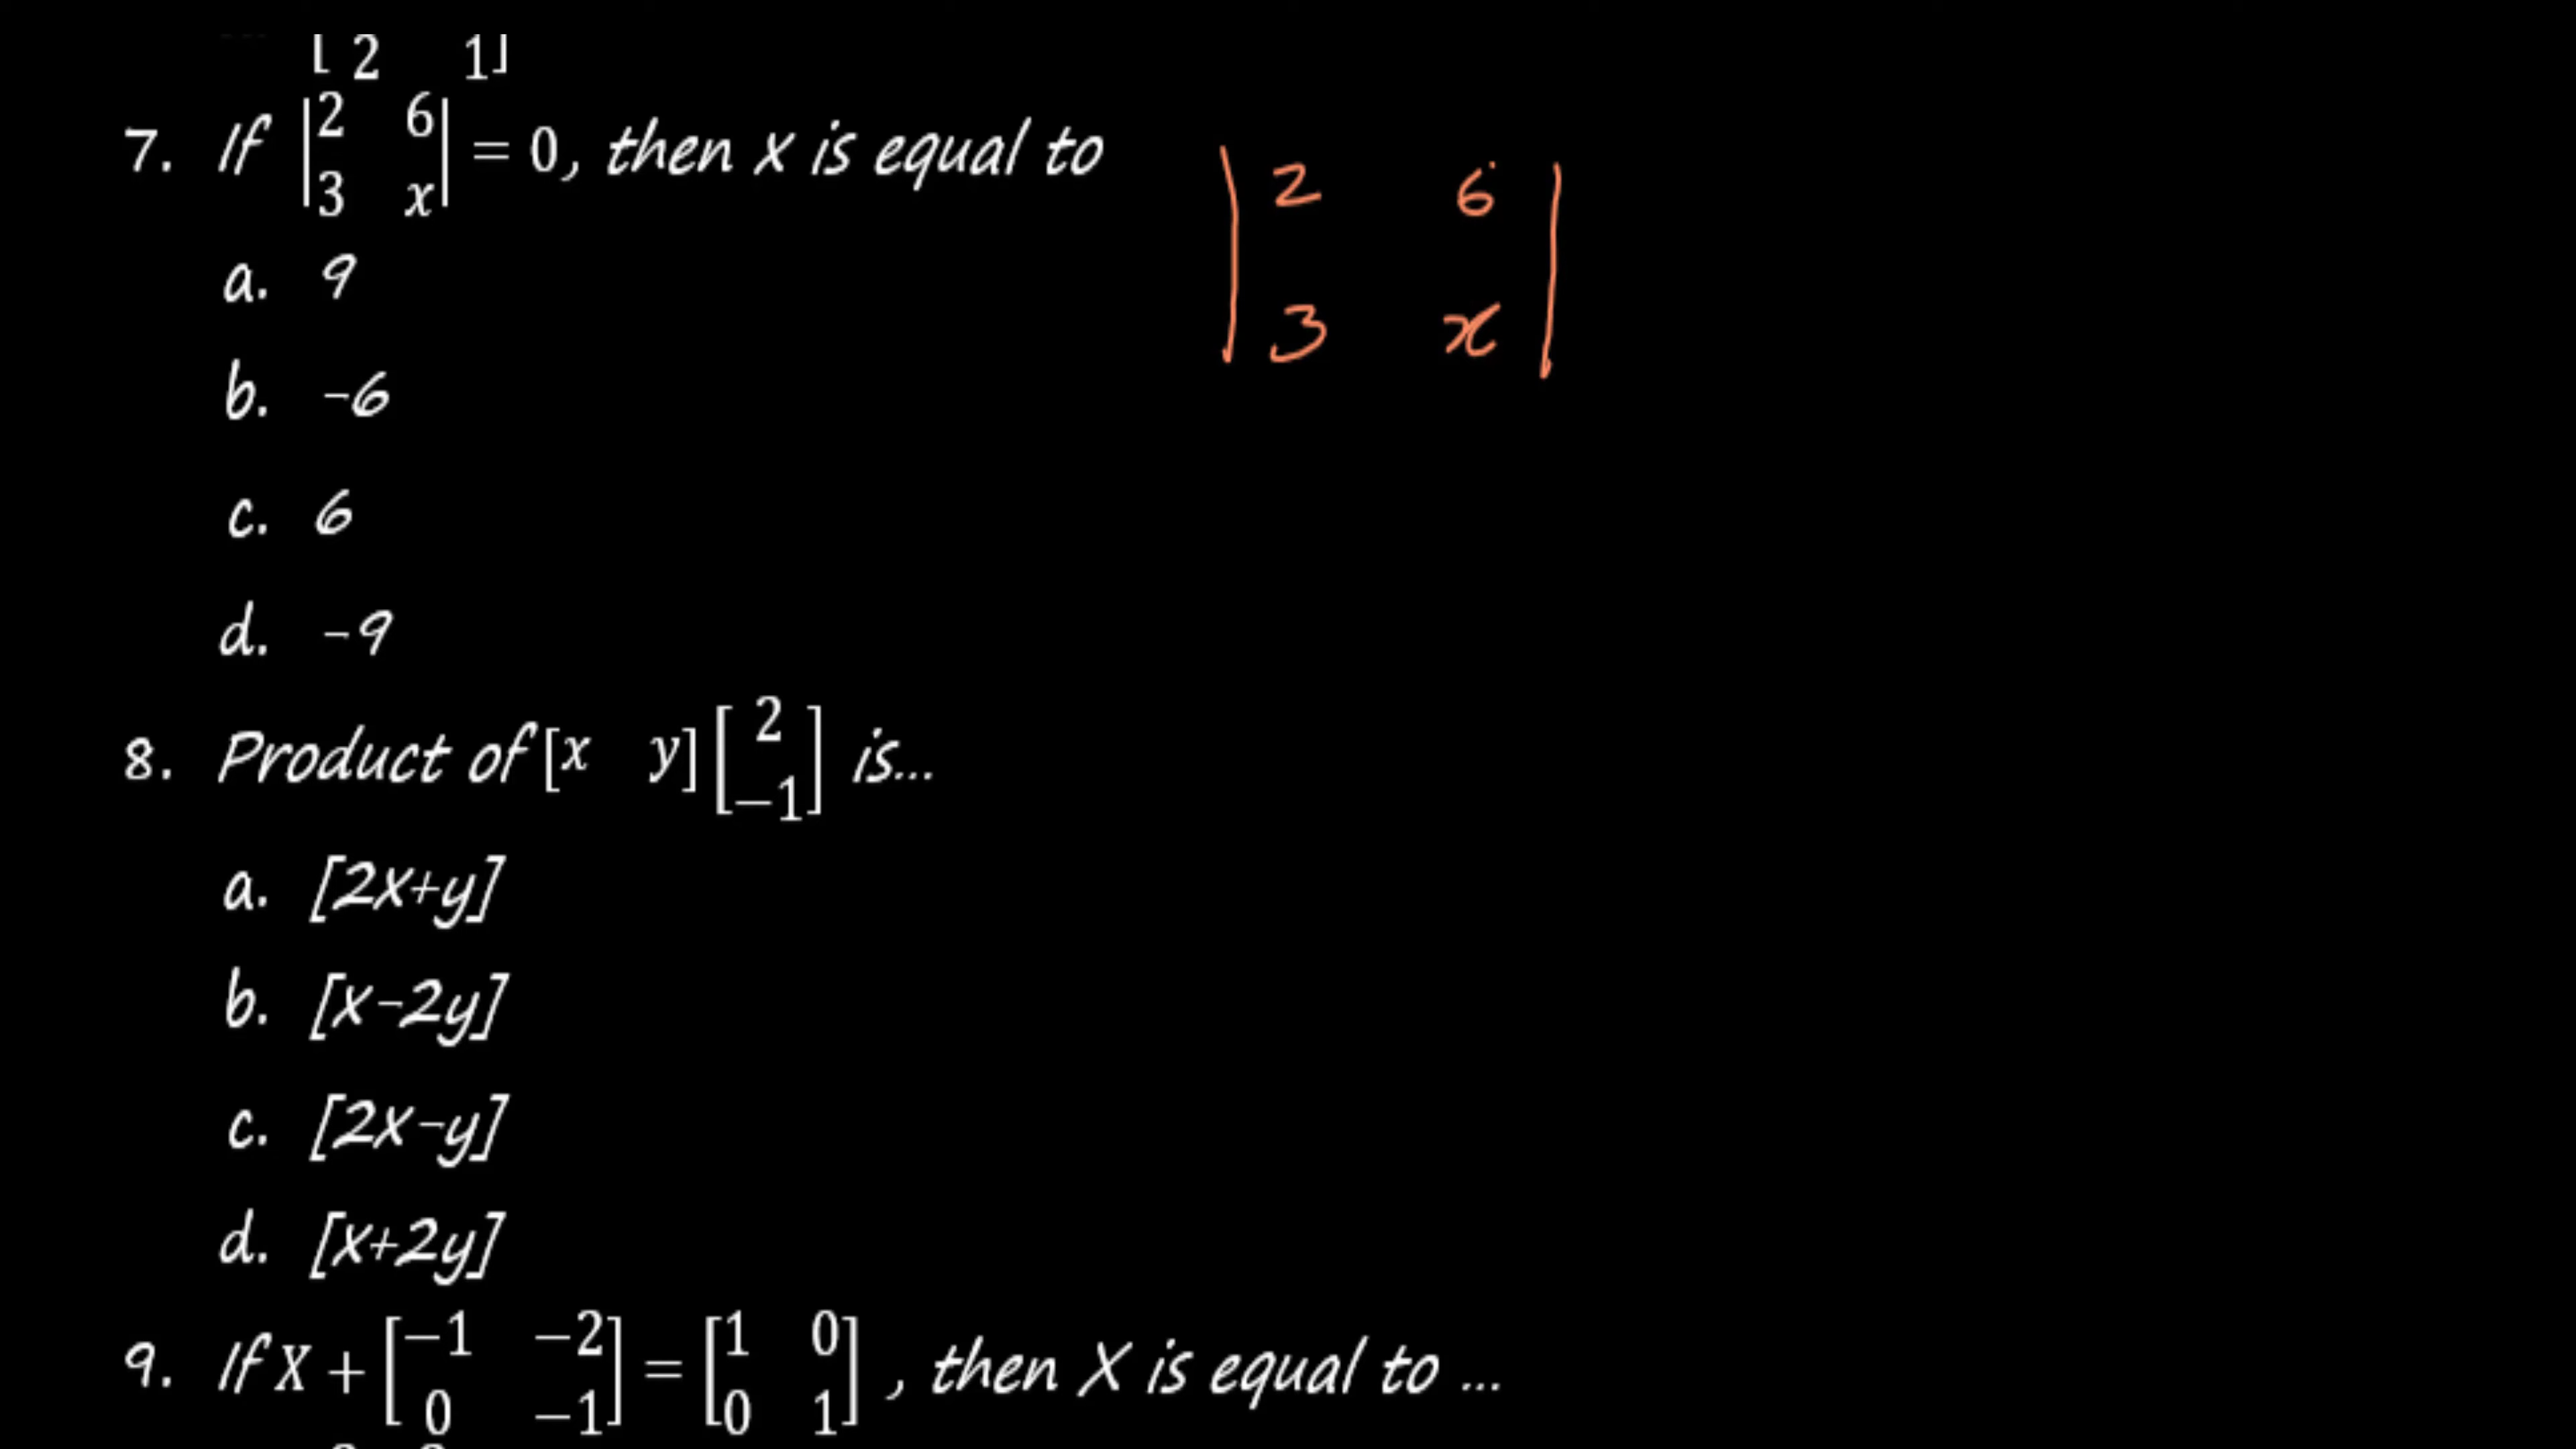 [ 2 1]
7. If |2 6| = 0, then x is equal to
|3 x|
a. 9
b. -6
c. 6
d. -9
| 2 6 |
| 3 x |
8. Product of [x y] [2 −1] is...
a. [2x+y]
b. [x-2y]
c. [2x-y]
d. [x+2y]
9. If X + [−1 −2] = [1 0] , then X is equal to ...
[0 −1] [0 1]